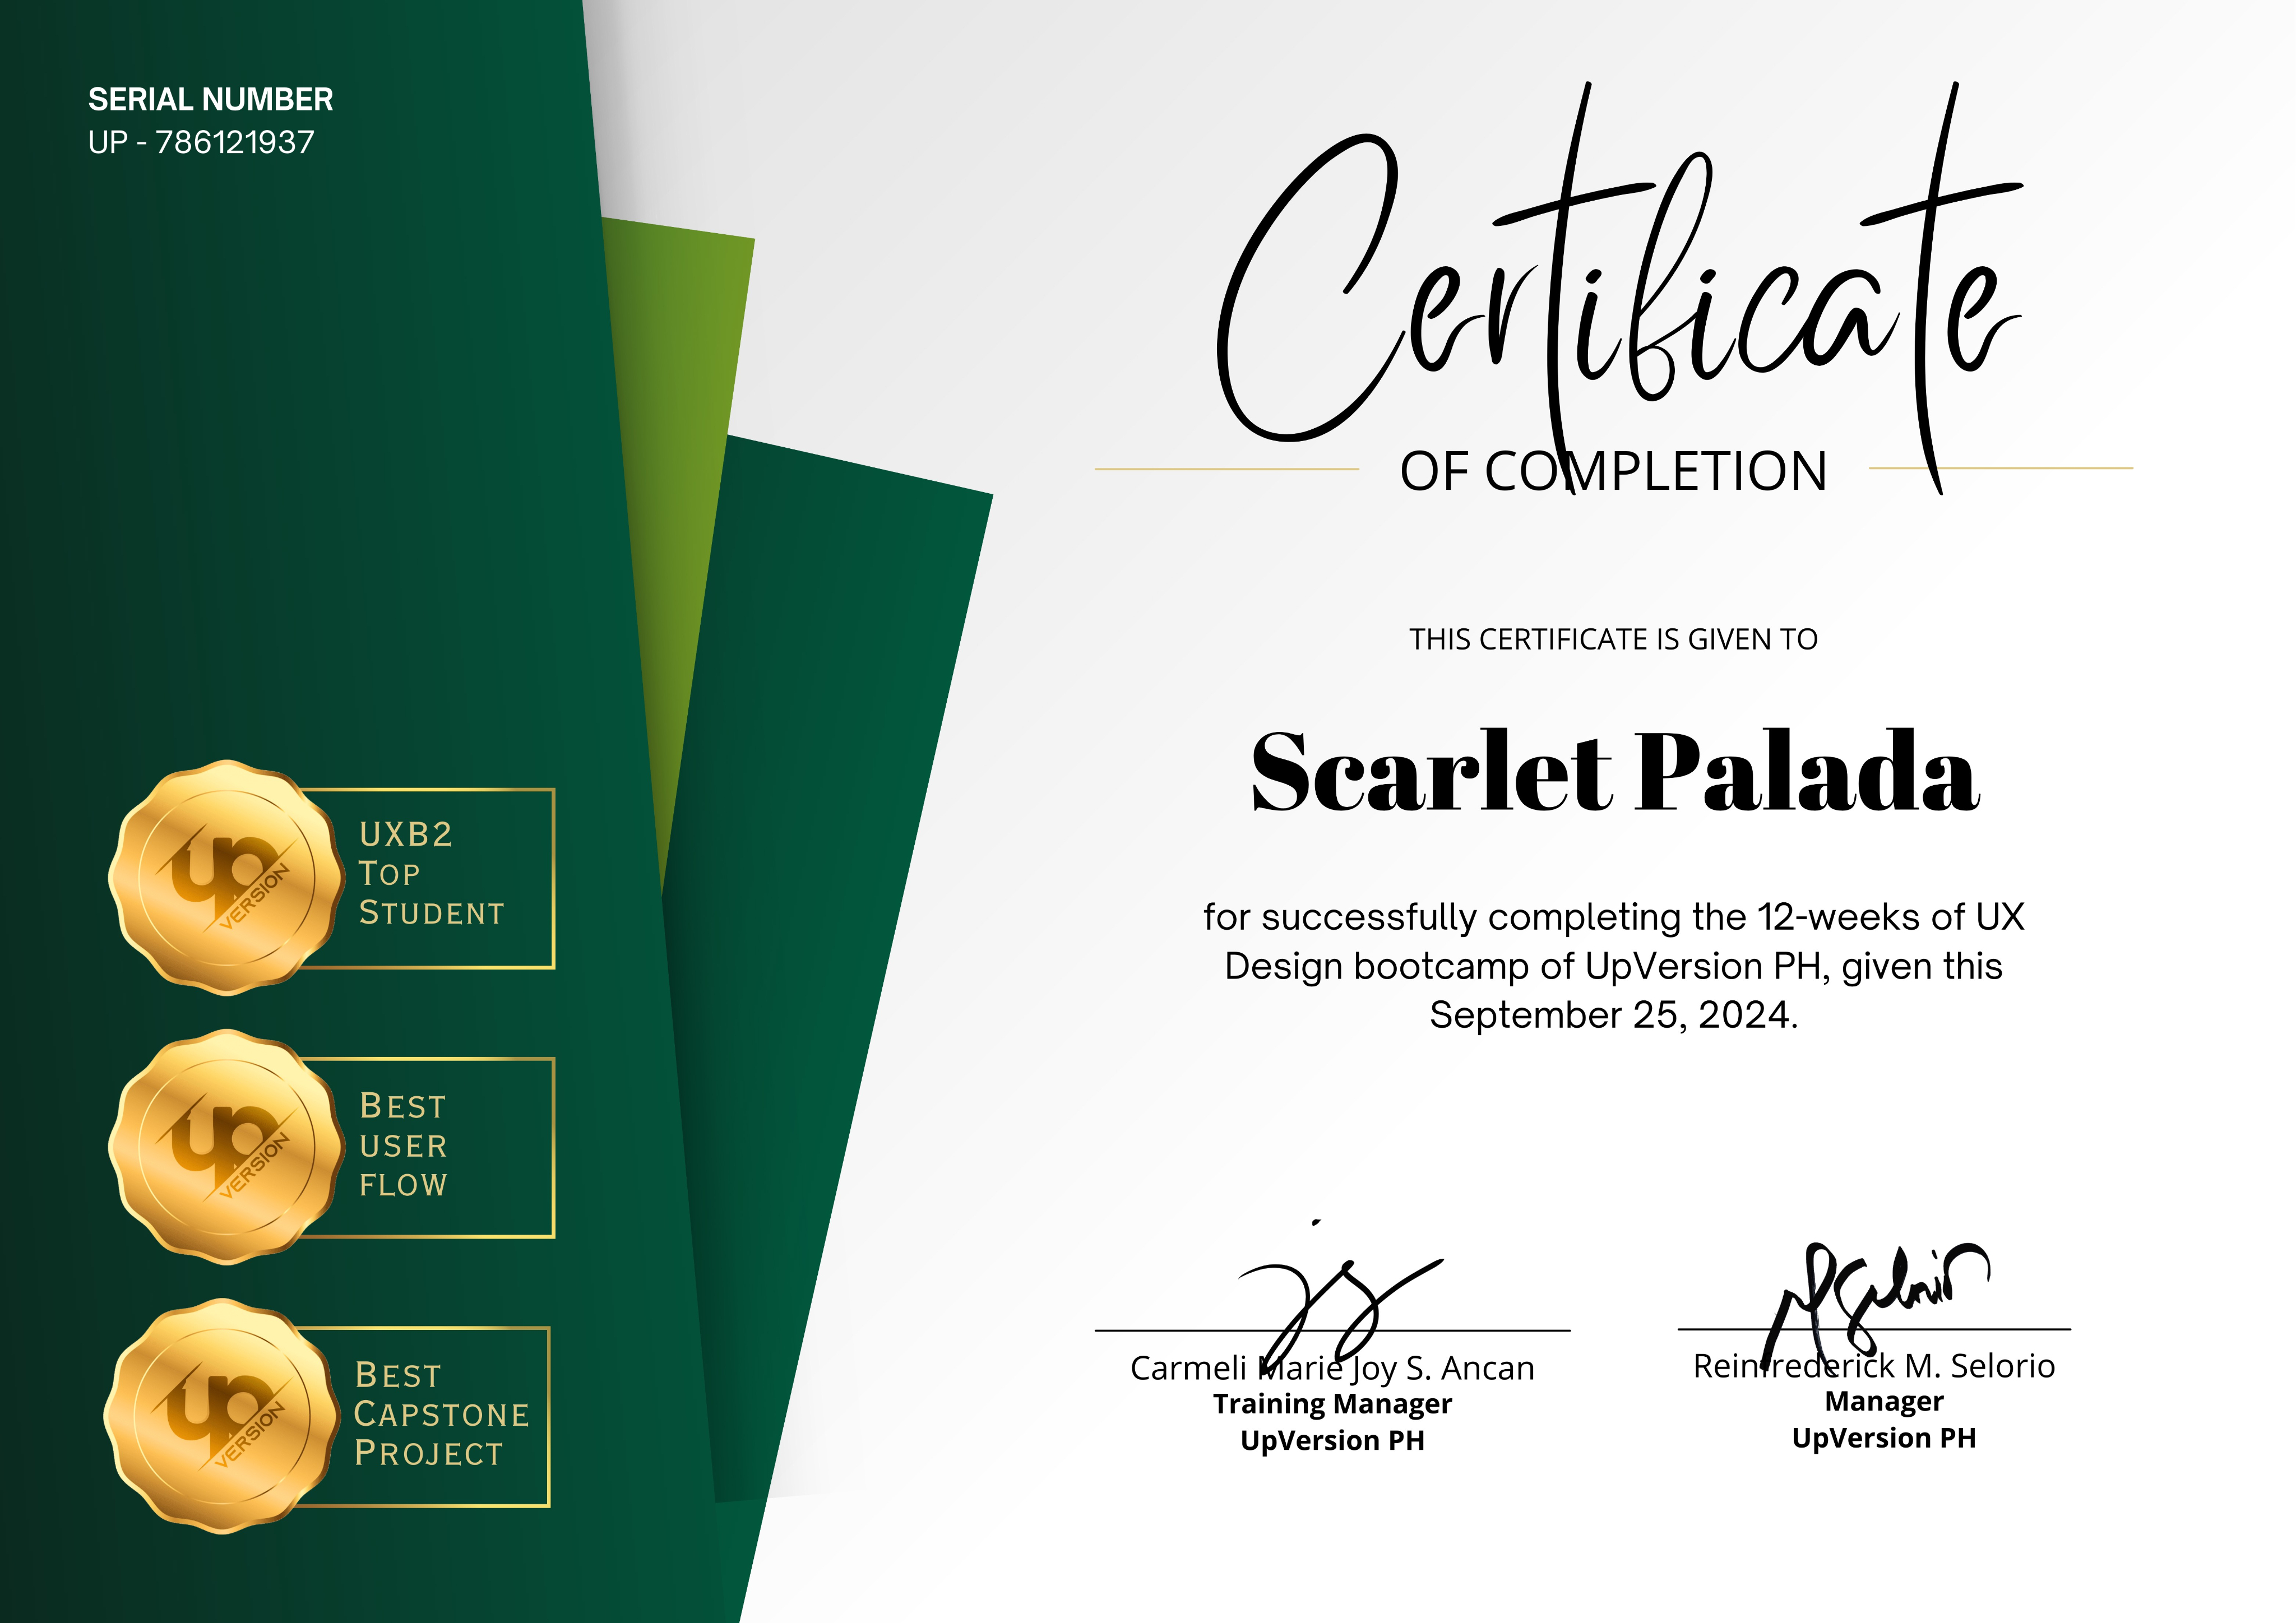 SERIAL NUMBER
UP - 786121937
Certificate
OF COMPLETION
THIS CERTIFICATE IS GIVEN TO
Scarlet Palada
for successfully completing the 12-weeks of UX
Design bootcamp of UpVersion PH, given this
September 25, 2024.
up
VERSION
UXB2
TOP
STUDENT
up
VERSION
BEST
USER
FLOW
up
VERSION
BEST
CAPSTONE
PROJECT
Carmeli Marie Joy S. Ancan
Training Manager
UpVersion PH
Reinfrederick M. Selorio
Manager
UpVersion PH